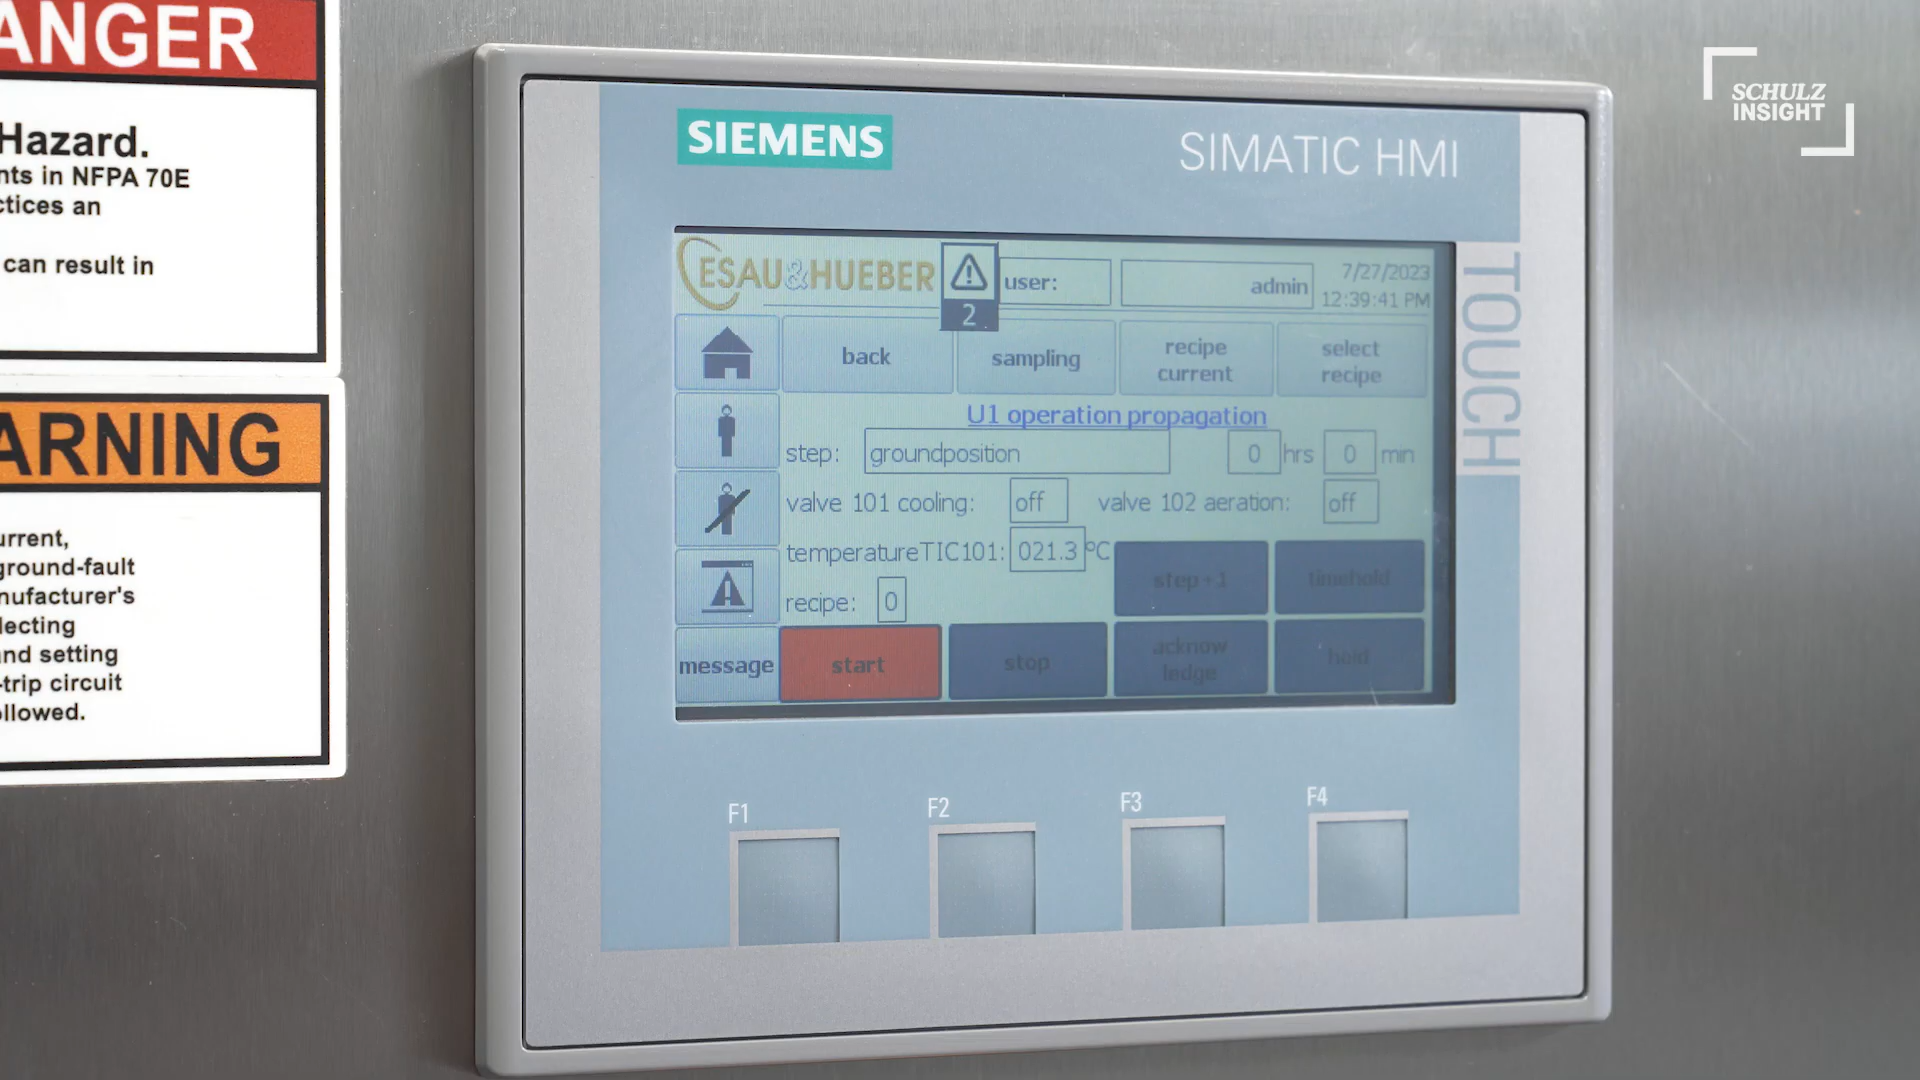 ANGER
Hazard.
nts in NFPA 70E
ctices an
can result in
ARNING
urrent,
ground-fault
nufacturer's
lecting
nd setting
-trip circuit
ollowed.
SIEMENS
SIMATIC HMI
TOUCH
ESAU&HUEBER
2
user:
admin
7/27/2023
12:39:41 PM
back
sampling
recipe
current
select
recipe
U1 operation propagation
step: groundposition 0 hrs 0 min
valve 101 cooling: off valve 102 aeration: off
temperatureTIC101: 021.3 °C
step+1
timehold
recipe: 0
message
start
stop
acknow
ledge
hold
F1
F2
F3
F4
SCHULZ
INSIGHT